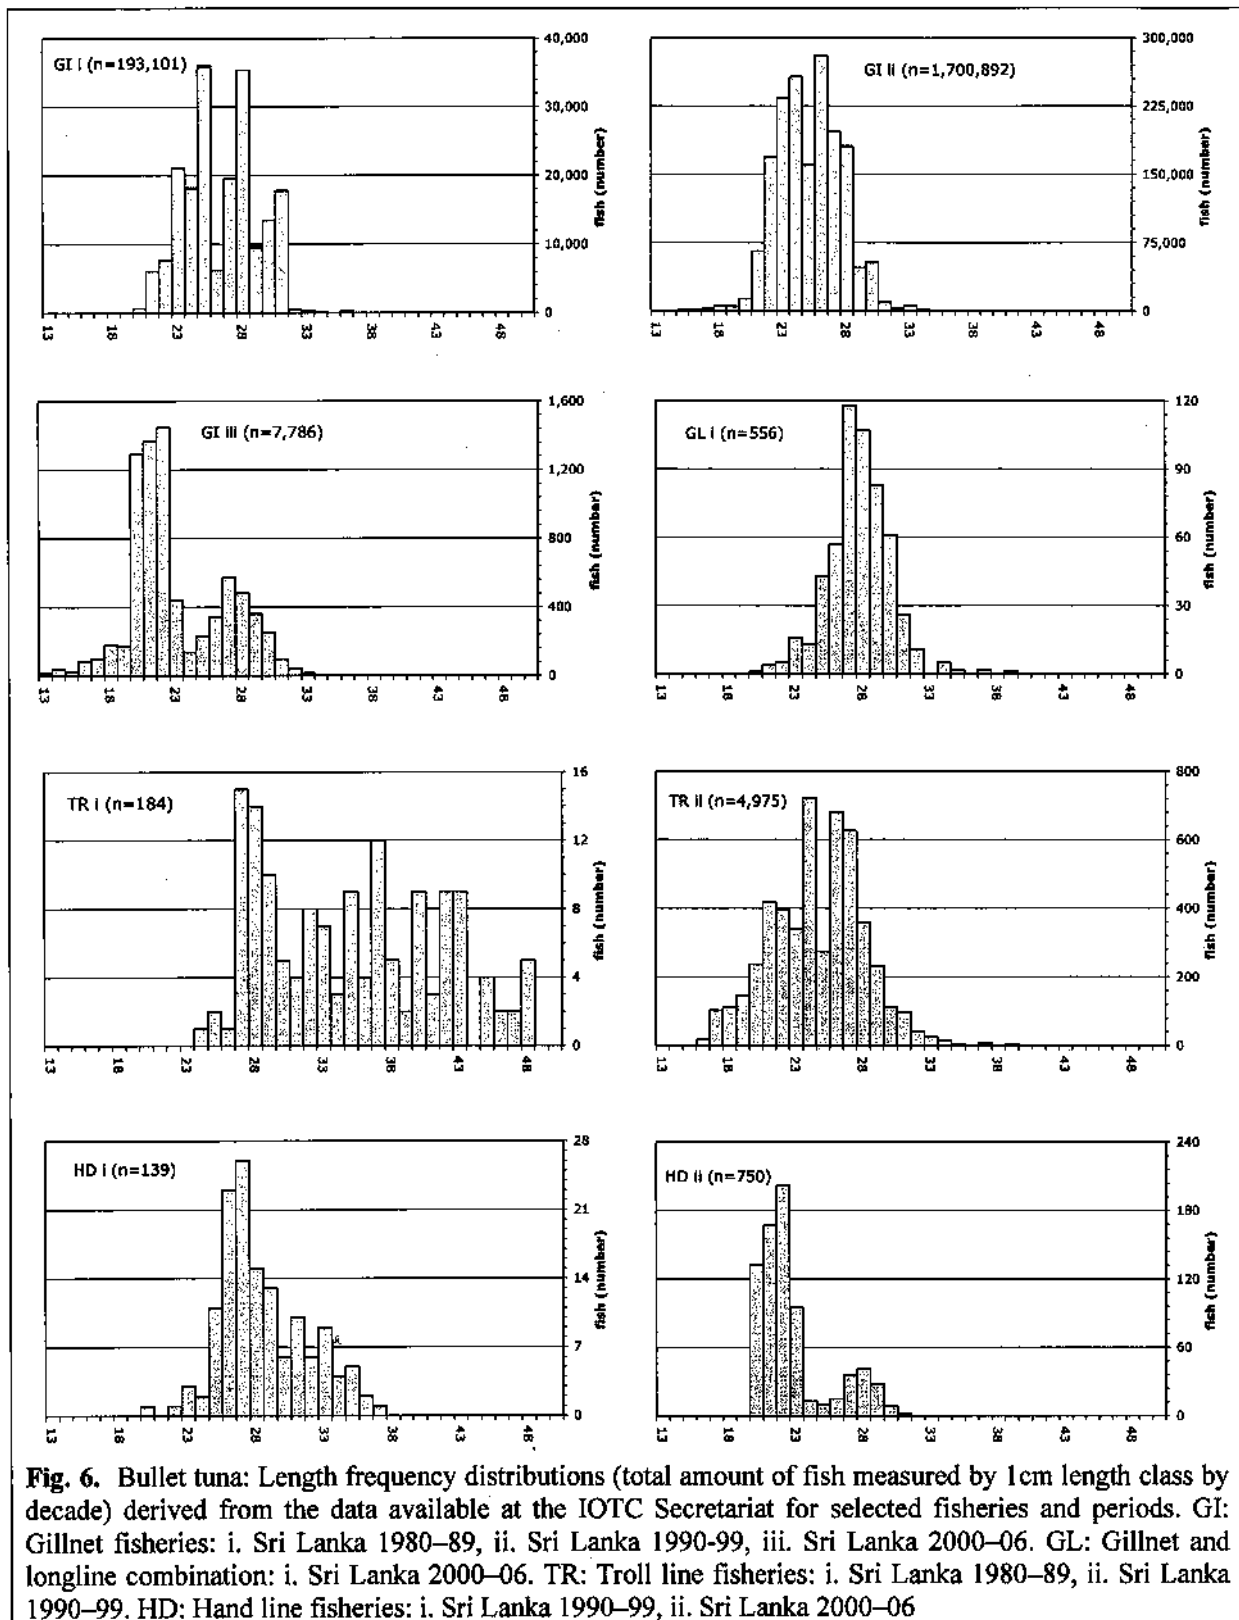 GI i (n=193,101)
40,000
30,000
20,000
10,000
0
fish (number)
13 18 23 28 33 38 43 48
GI ii (n=1,700,892)
300,000
225,000
150,000
75,000
0
fish (number)
13 18 23 28 33 38 43 48
GI iii (n=7,786)
1,600
1,200
800
400
0
fish (number)
13 18 23 28 33 38 43 48
GL i (n=556)
120
90
60
30
0
fish (number)
13 18 23 28 33 38 43 48
TR i (n=184)
16
12
8
4
0
fish (number)
13 18 23 28 33 38 43 48
TR ii (n=4,975)
800
600
400
200
0
fish (number)
13 18 23 28 33 38 43 48
HD i (n=139)
28
21
14
7
0
fish (number)
13 18 23 28 33 38 43 48
HD ii (n=750)
240
180
120
60
0
fish (number)
13 18 23 28 33 38 43 48
Fig. 6. Bullet tuna: Length frequency distributions (total amount of fish measured by 1cm length class by
decade) derived from the data available at the IOTC Secretariat for selected fisheries and periods. GI:
Gillnet fisheries: i. Sri Lanka 1980–89, ii. Sri Lanka 1990-99, iii. Sri Lanka 2000–06. GL: Gillnet and
longline combination: i. Sri Lanka 2000–06. TR: Troll line fisheries: i. Sri Lanka 1980–89, ii. Sri Lanka
1990–99. HD: Hand line fisheries: i. Sri Lanka 1990–99, ii. Sri Lanka 2000–06